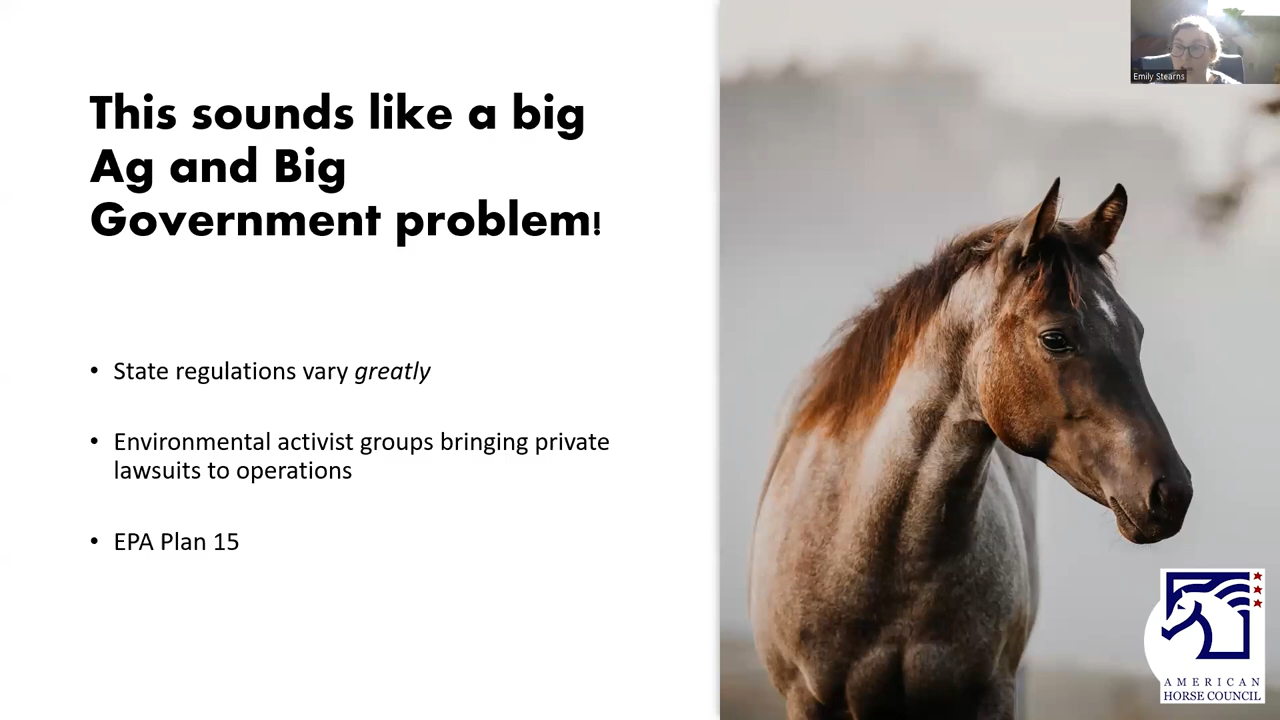 Emily Stearns
This sounds like a big
Ag and Big
Government problem!
• State regulations vary greatly
• Environmental activist groups bringing private
lawsuits to operations
• EPA Plan 15
AMERICAN
HORSE COUNCIL